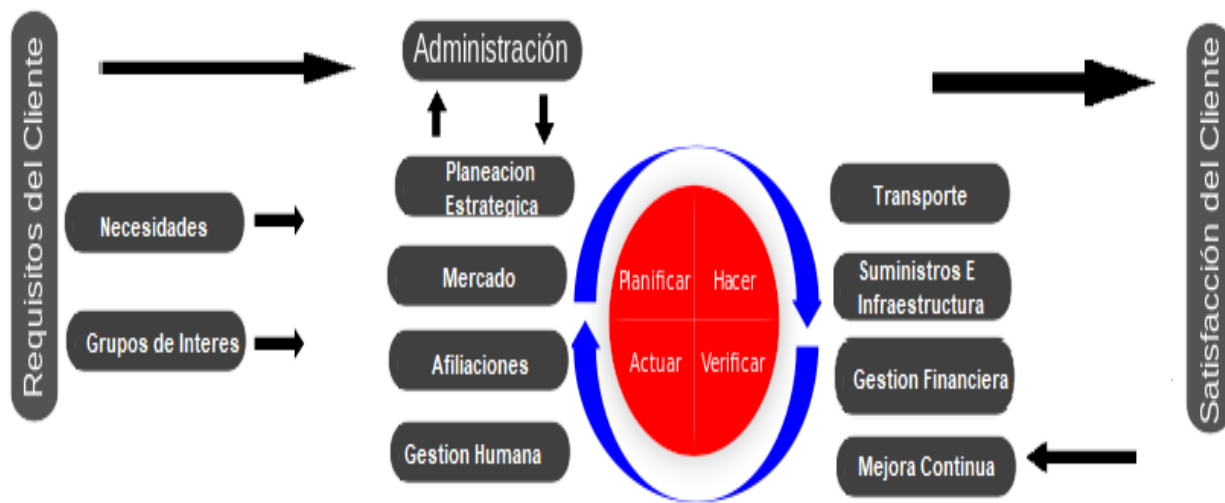 Requisitos del Cliente
Necesidades
Grupos de Interes
Administración
Planeacion
Estrategica
Mercado
Afiliaciones
Gestion Humana
Planificar
Hacer
Actuar
Verificar
Transporte
Suministros E
Infraestructura
Gestion Financiera
Mejora Continua
Satisfacción del Cliente